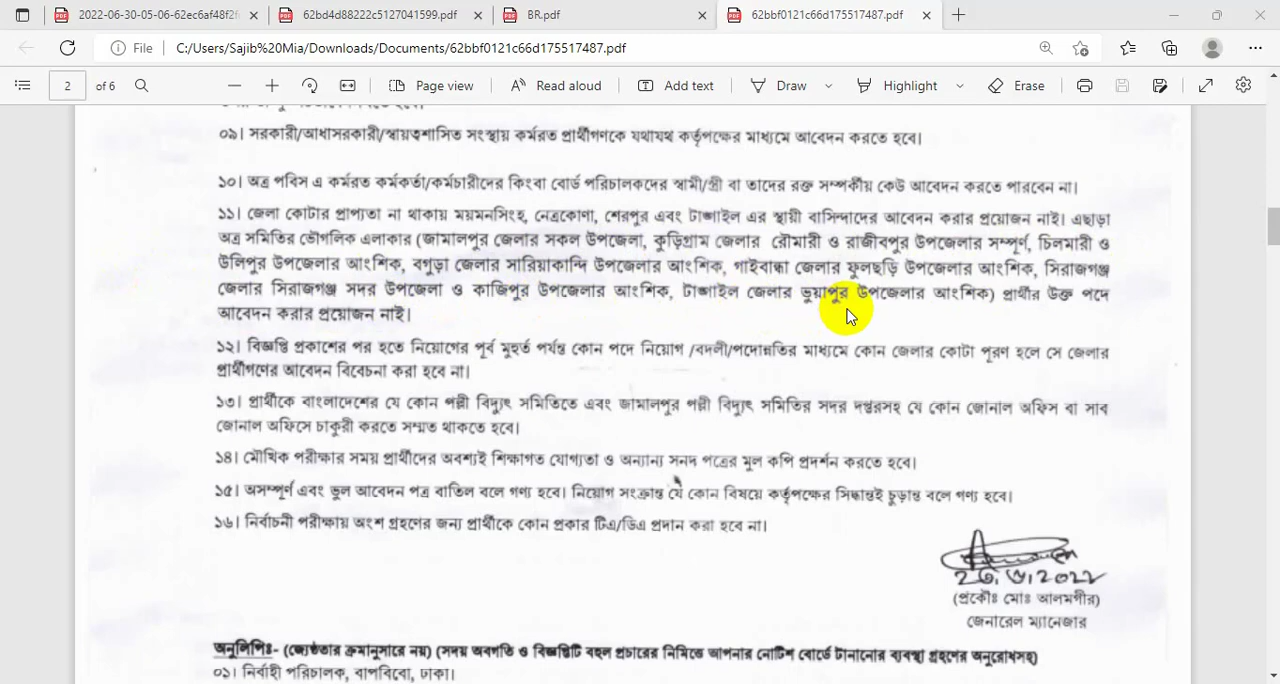 2022-06-30-05-06-62ec6af48f2f
62bd4d88222c5127041599.pdf
BR.pdf
62bbf0121c66d175517487.pdf
File
C:/Users/Sajib%20Mia/Downloads/Documents/62bbf0121c66d175517487.pdf
2 of 6
Page view
Read aloud
Add text
Draw
Highlight
Erase
০৯। সরকারী/আধাসরকারী/স্বায়ত্বশাসিত সংস্থায় কর্মরত প্রার্থীগণকে যথাযথ কর্তৃপক্ষের মাধ্যমে আবেদন করতে হবে।
১০। অত্র পবিস এ কর্মরত কর্মকর্তা/কর্মচারীদের কিংবা বোর্ড পরিচালকদের স্বামী/স্ত্রী বা তাদের রক্ত সম্পর্কীয় কেউ আবেদন করতে পারবেন না।
১১। জেলা কোটার প্রাপ্যতা না থাকায় ময়মনসিংহ, নেত্রকোণা, শেরপুর এবং টাঙ্গাইল এর স্থায়ী বাসিন্দাদের আবেদন করার প্রয়োজন নাই। এছাড়া
অত্র সমিতির ভৌগলিক এলাকার (জামালপুর জেলার সকল উপজেলা, কুড়িগ্রাম জেলার রৌমারী ও রাজীবপুর উপজেলার সম্পূর্ণ, চিলমারী ও
উলিপুর উপজেলার আংশিক, বগুড়া জেলার সারিয়াকান্দি উপজেলার আংশিক, গাইবান্ধা জেলার ফুলছড়ি উপজেলার আংশিক, সিরাজগঞ্জ
জেলার সিরাজগঞ্জ সদর উপজেলা ও কাজিপুর উপজেলার আংশিক, টাঙ্গাইল জেলার ভুয়াপুর উপজেলার আংশিক) প্রার্থীর উক্ত পদে
আবেদন করার প্রয়োজন নাই।
১২। বিজ্ঞপ্তি প্রকাশের পর হতে নিয়োগের পূর্ব মুহুর্ত পর্যন্ত কোন পদে নিয়োগ /বদলী/পদোন্নতির মাধ্যমে কোন জেলার কোটা পূরণ হলে সে জেলার
প্রার্থীগণের আবেদন বিবেচনা করা হবে না।
১৩। প্রার্থীকে বাংলাদেশের যে কোন পল্লী বিদ্যুৎ সমিতিতে এবং জামালপুর পল্লী বিদ্যুৎ সমিতির সদর দপ্তরসহ যে কোন জোনাল অফিস বা সাব
জোনাল অফিসে চাকুরী করতে সম্মত থাকতে হবে।
১৪। মৌখিক পরীক্ষার সময় প্রার্থীদের অবশ্যই শিক্ষাগত যোগ্যতা ও অন্যান্য সনদ পত্রের মুল কপি প্রদর্শন করতে হবে।
১৫। অসম্পূর্ণ এবং ভুল আবেদন পত্র বাতিল বলে গণ্য হবে। নিয়োগ সংক্রান্ত যে কোন বিষয়ে কর্তৃপক্ষের সিদ্ধান্তই চুড়ান্ত বলে গণ্য হবে।
১৬। নির্বাচনী পরীক্ষায় অংশ গ্রহণের জন্য প্রার্থীকে কোন প্রকার টিএ/ডিএ প্রদান করা হবে না।
(প্রকৌঃ মোঃ আলমগীর)
জেনারেল ম্যানেজার
অনুলিপিঃ- (জ্যেষ্ঠতার ক্রমানুসারে নয়) (সদয় অবগতি ও বিজ্ঞপ্তিটি বহুল প্রচারের নিমিত্তে আপনার নোটিশ বোর্ডে টানানোর ব্যবস্থা গ্রহণের অনুরোধসহ)
০১। নির্বাহী পরিচালক, বাপবিবো, ঢাকা।